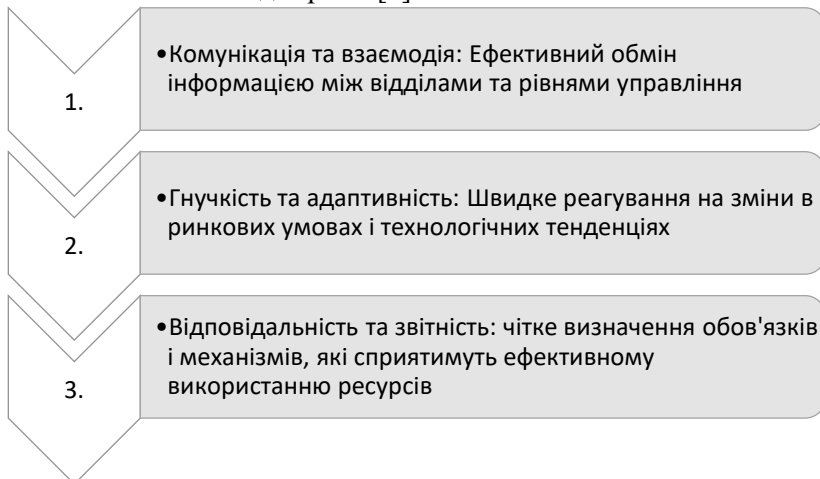 1.
•Комунікація та взаємодія: Ефективний обмін
інформацією між відділами та рівнями управління
2.
•Гнучкість та адаптивність: Швидке реагування на зміни в
ринкових умовах і технологічних тенденціях
3.
•Відповідальність та звітність: чітке визначення обов'язків
і механізмів, які сприятимуть ефективному
використанню ресурсів